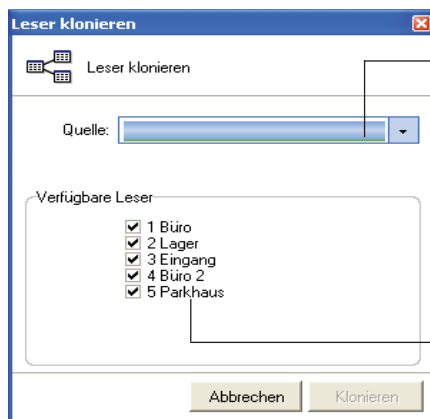 Leser klonieren
Leser klonieren
Quelle:
Verfügbare Leser
1 Büro
2 Lager
3 Eingang
4 Büro 2
5 Parkhaus
Abbrechen Klonieren